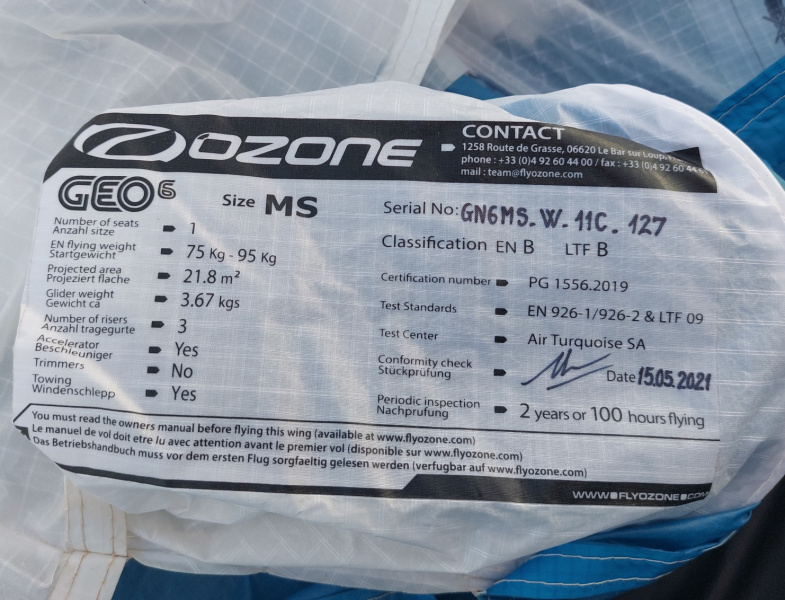 OZONE
CONTACT
1258 Route de Grasse, 06620 Le Bar sur Loup,
phone : +33 (0)4 92 60 44 00 / fax : +33 (0)4 92 60 44
mail : team@flyozone.com
GEO6
Size MS
Number of seats
Anzahl sitze
1
EN flying weight
Startgewicht
75 Kg - 95 Kg
Projected area
Projeziert flache
21.8 m²
Glider weight
Gewicht ca
3.67 kgs
Number of risers
Anzahl tragegurte
3
Accelerator
Beschleuniger
Yes
Trimmers
No
Towing
Windenschlepp
Yes
Serial No: GN6MS.W.11C.127
Classification EN B LTF B
Certification number PG 1556.2019
Test Standards EN 926-1/926-2 & LTF 09
Test Center Air Turquoise SA
Conformity check
Stückprüfung
Date 15.05.2021
Periodic inspection
Nachprufung
2 years or 100 hours flying
You must read the owners manual before flying this wing (available at www.flyozone.com)
Le manuel de vol doit etre lu avec attention avant le premier vol (disponible sur www.flyozone.com)
Das Betriebshandbuch muss vor dem ersten Flug sorgfaeltig gelesen werden (verfugbar auf www.flyozone.com)
WWW.FLYOZONE.COM